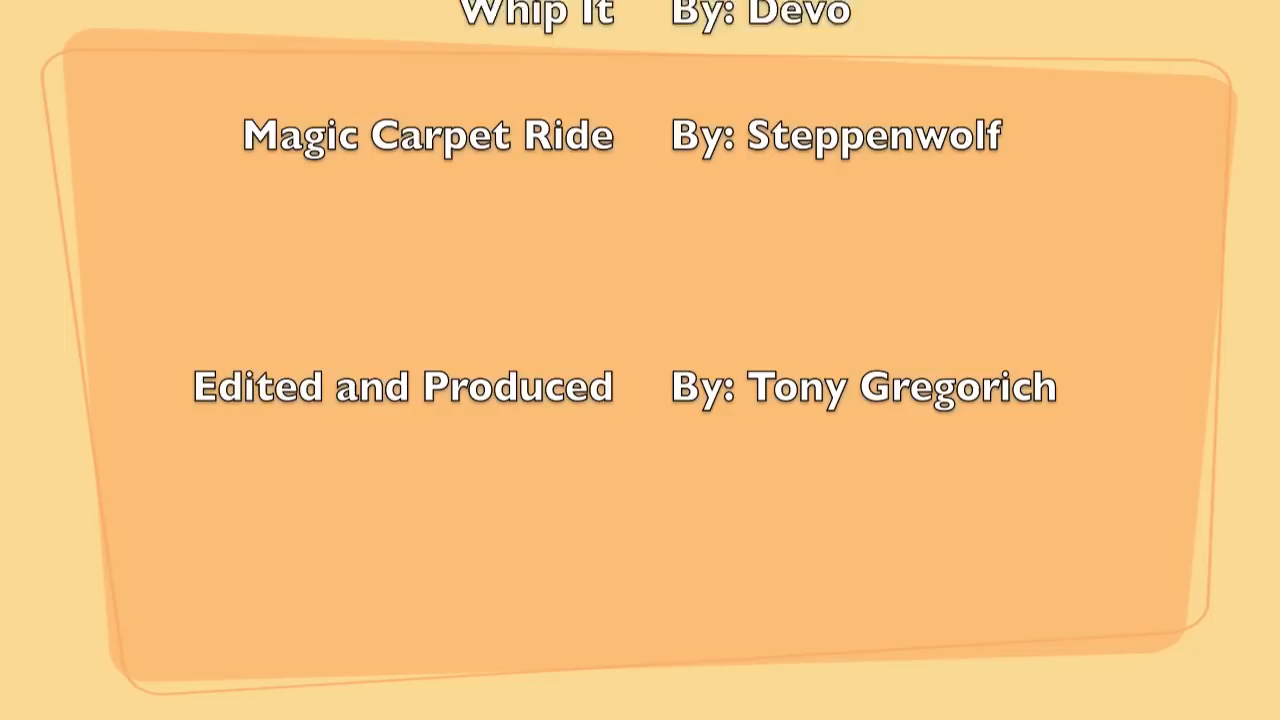 Whip It By: Devo
Magic Carpet Ride By: Steppenwolf
Edited and Produced By: Tony Gregorich